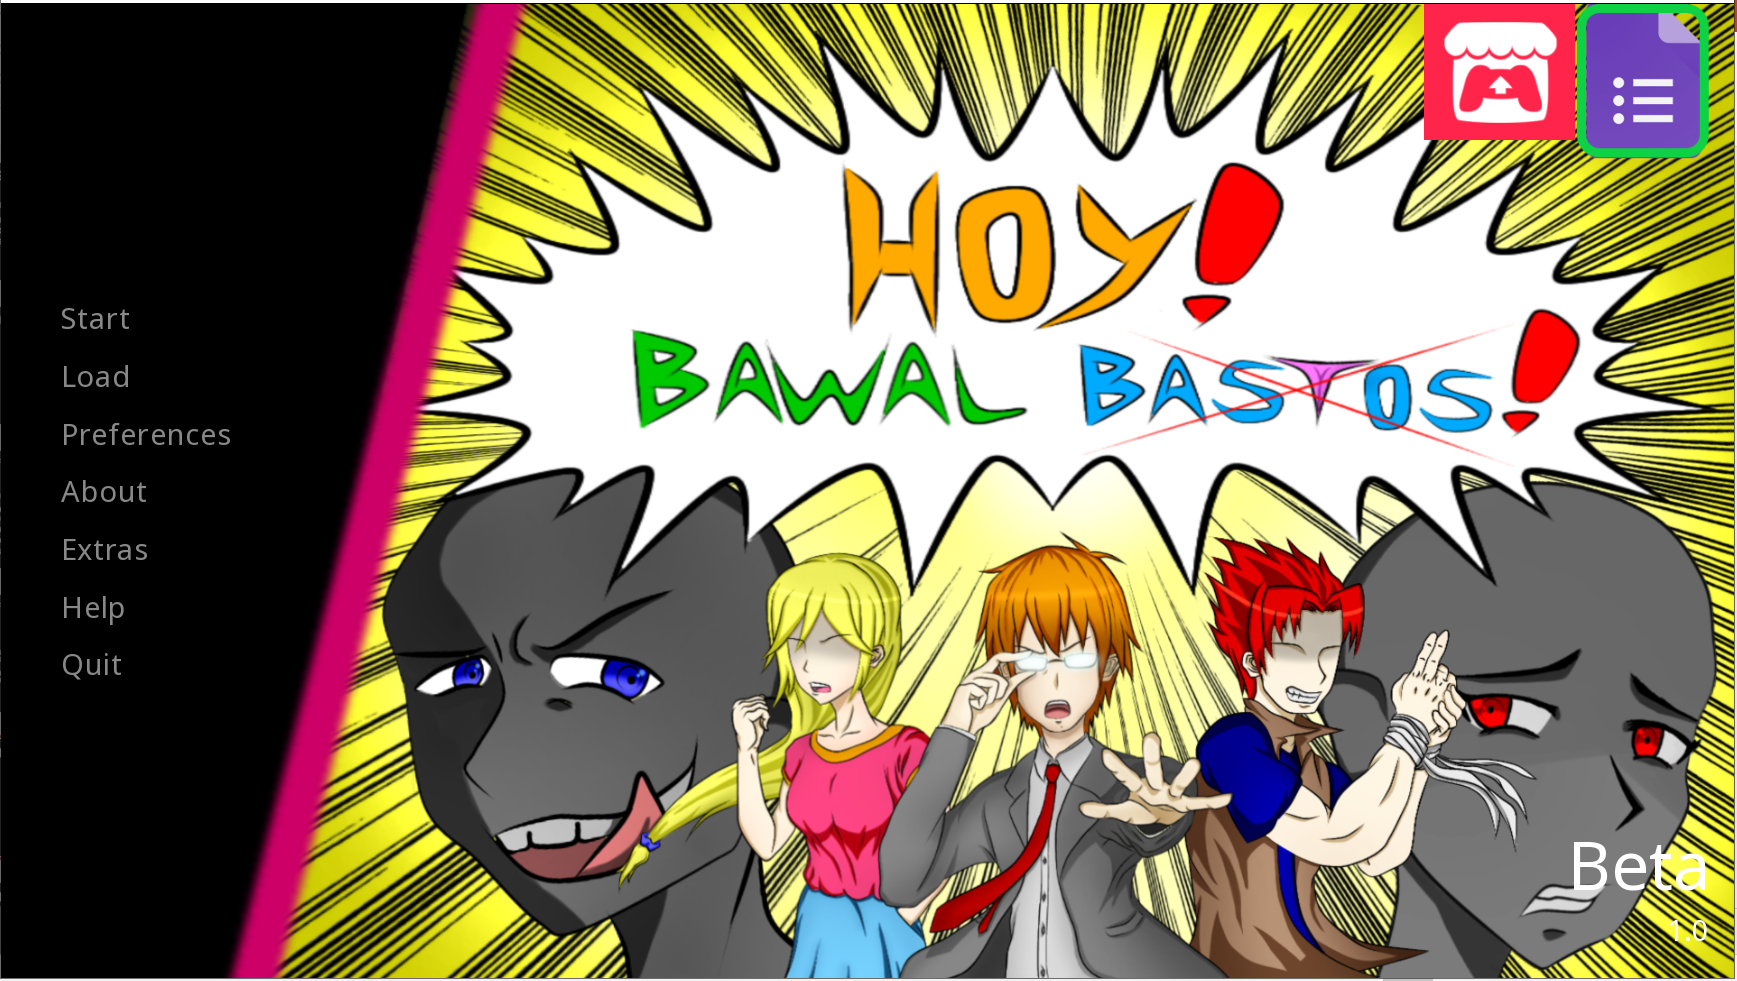 HOY!
BAWAL BASTOS!
Start
Load
Preferences
About
Extras
Help
Quit
Beta
1.0